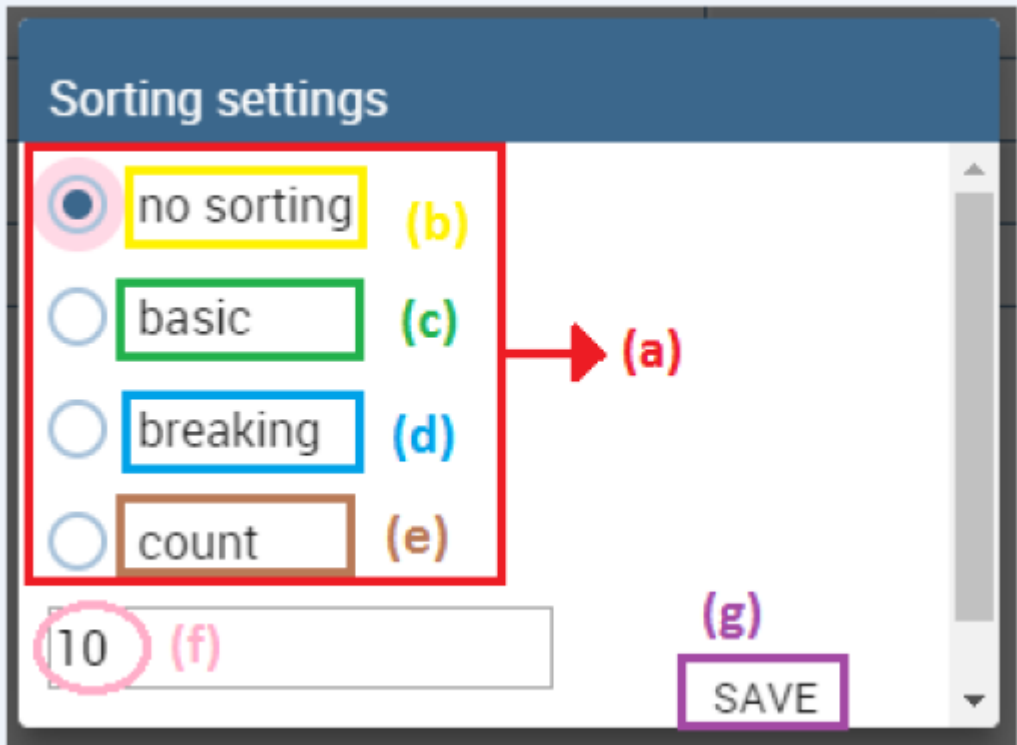 Sorting settings
no sorting (b)
basic (c)
(a)
breaking (d)
count (e)
(g)
10 (f)
SAVE